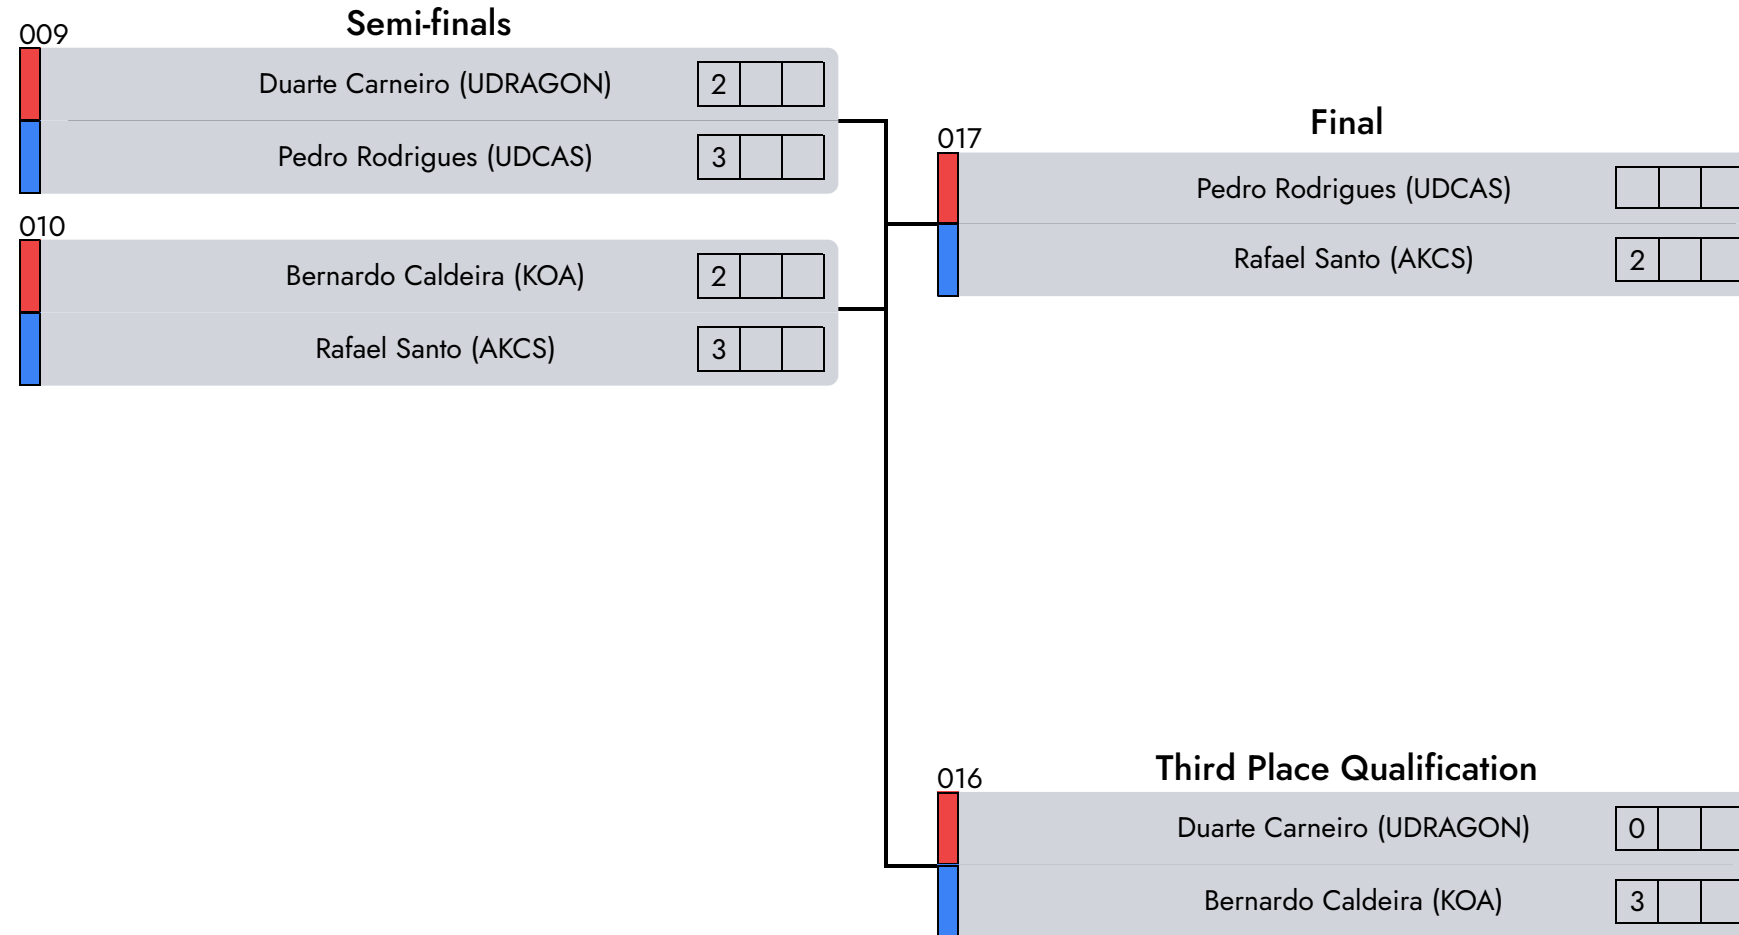 Semi-finals
009
Duarte Carneiro (UDRAGON) 2
Pedro Rodrigues (UDCAS) 3
010
Bernardo Caldeira (KOA) 2
Rafael Santo (AKCS) 3
Final
017
Pedro Rodrigues (UDCAS)
Rafael Santo (AKCS) 2
Third Place Qualification
016
Duarte Carneiro (UDRAGON) 0
Bernardo Caldeira (KOA) 3